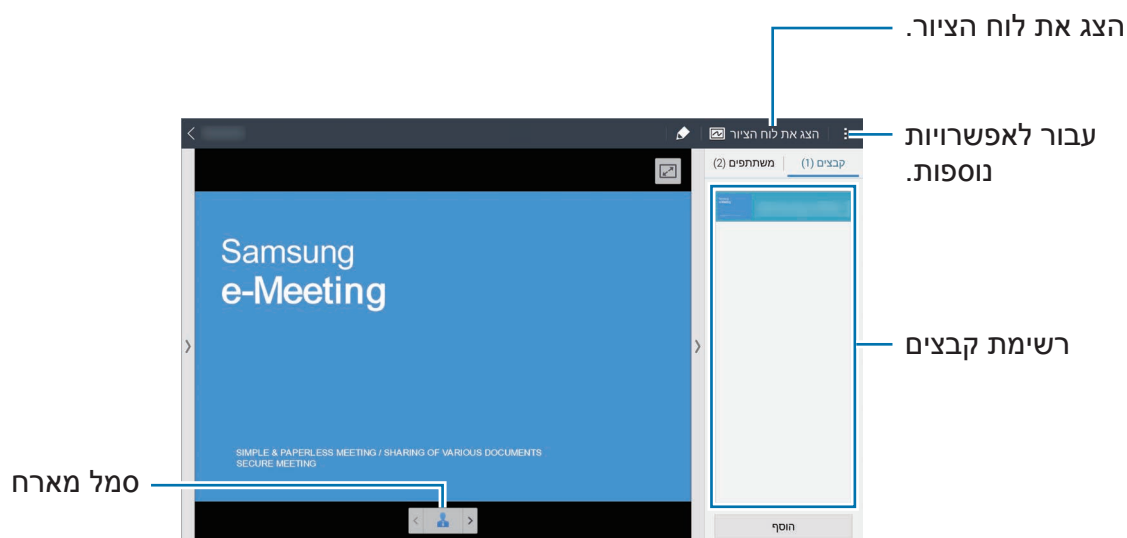 הצג את לוח הציור.
הצג את לוח הציור
עבור לאפשרויות
נוספות.
קבצים (1)
משתתפים (2)
Samsung
e-Meeting
רשימת קבצים
SIMPLE & PAPERLESS MEETING / SHARING OF VARIOUS DOCUMENTS
SECURE MEETING
סמל מארח
הוסף